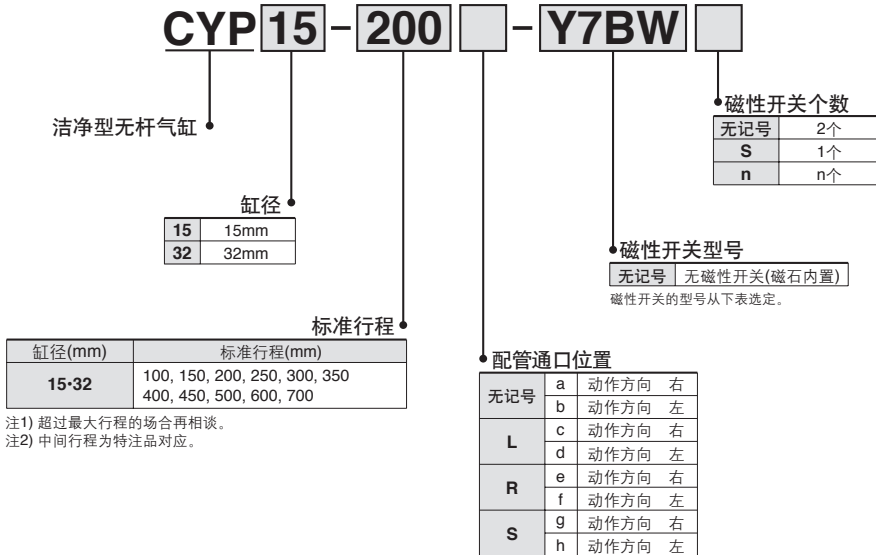 CYP 15 - 200 - Y7BW
洁净型无杆气缸
缸径
15 15mm
32 32mm
标准行程
缸径(mm) 标准行程(mm)
15·32 100, 150, 200, 250, 300, 350
400, 450, 500, 600, 700
注1) 超过最大行程的场合再相谈。
注2) 中间行程为特注品对应。
配管通口位置
无记号 a 动作方向 右
b 动作方向 左
L c 动作方向 右
d 动作方向 左
R e 动作方向 右
f 动作方向 左
S g 动作方向 右
h 动作方向 左
磁性开关型号
无记号 无磁性开关(磁石内置)
磁性开关的型号从下表选定。
磁性开关个数
无记号 2个
S 1个
n n个